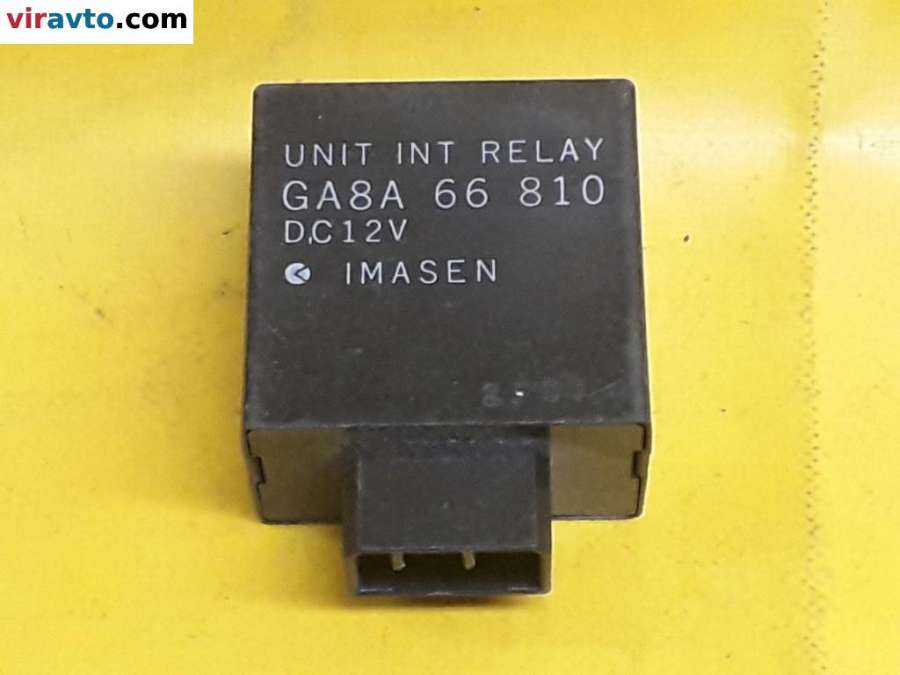 viravto.com
UNIT INT RELAY
GA8A 66 810
D.C12V
IMASEN